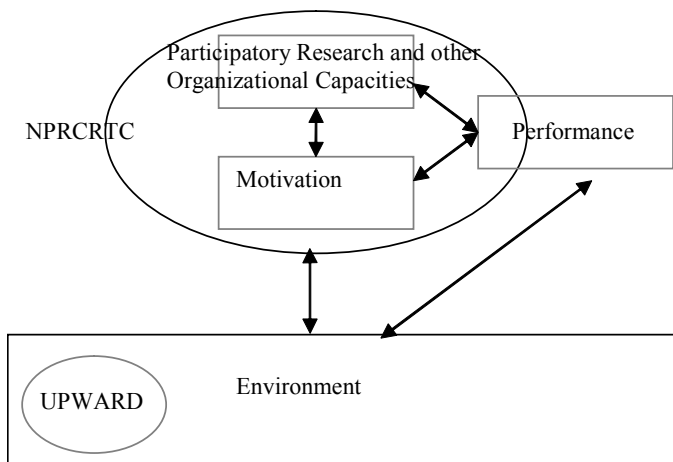 Participatory Research and other
Organizational Capacities
NPRCRTC
Performance
Motivation
Environment
UPWARD